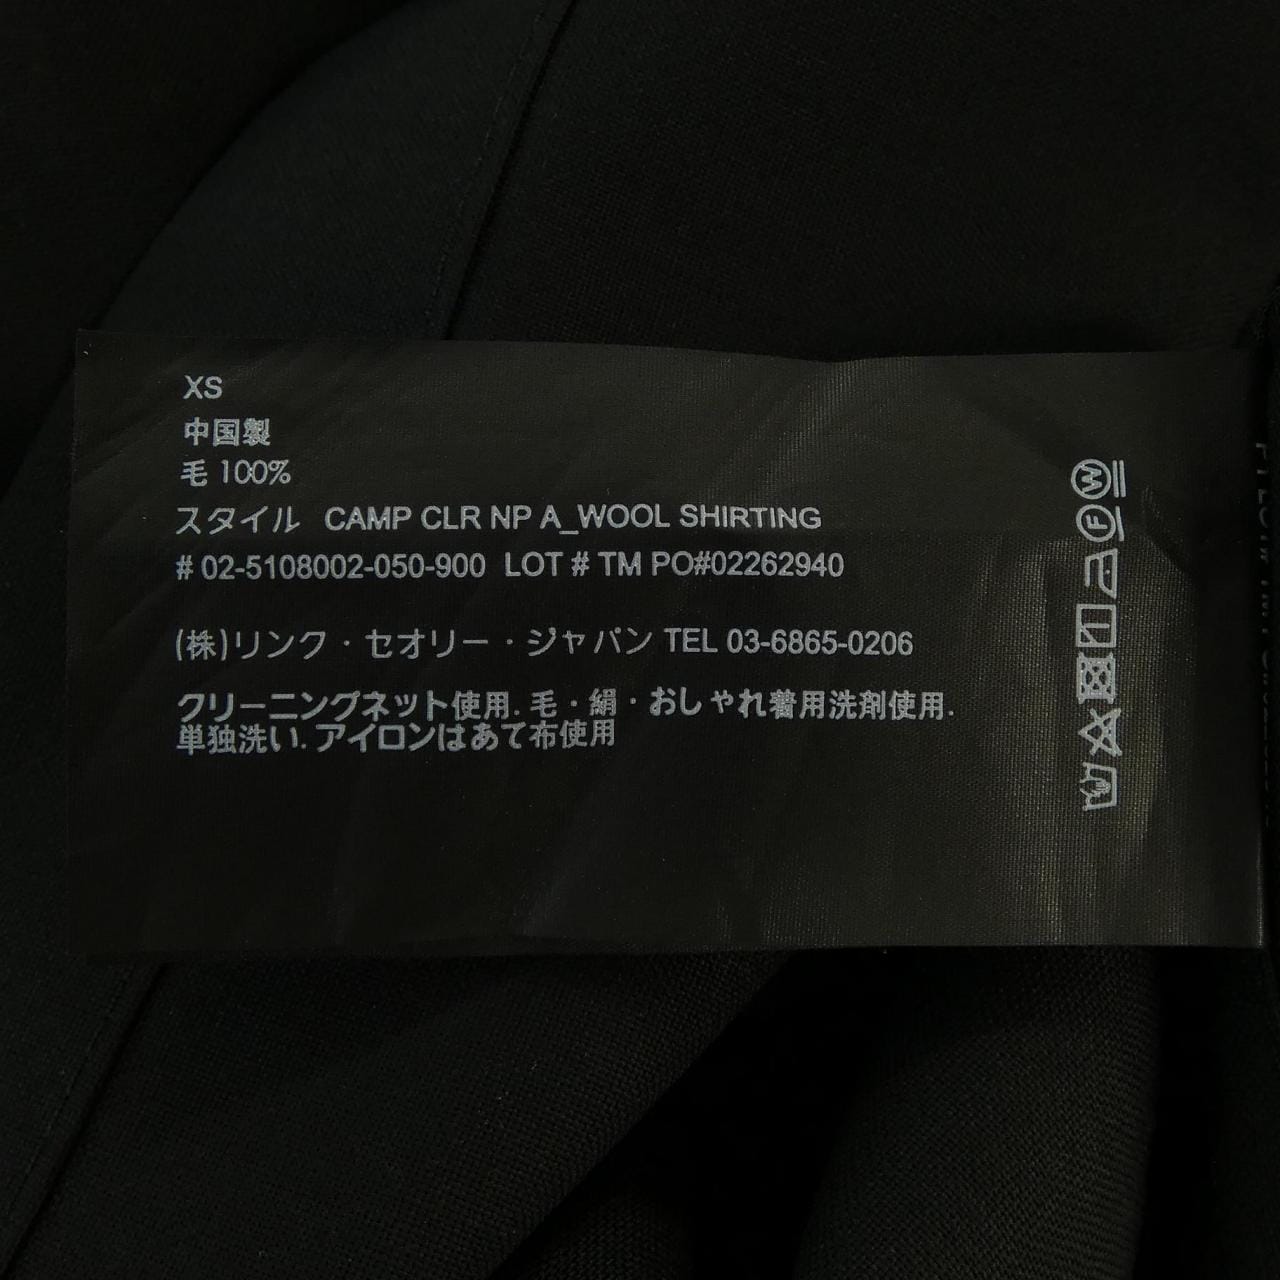 XS
中国製
毛 100%
スタイル CAMP CLR NP A_WOOL SHIRTING
# 02-5108002-050-900 LOT # TM PO#02262940
(株)リンク・セオリー・ジャパン TEL 03-6865-0206
クリーニングネット使用. 毛・絹・おしゃれ着用洗剤使用.
単独洗い. アイロンはあて布使用
W
F